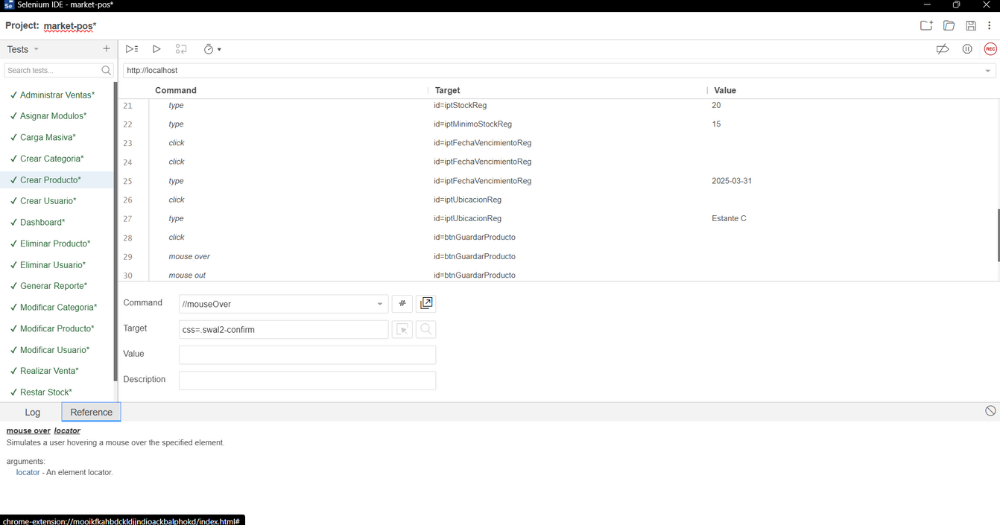 Se Selenium IDE - market-pos*
Project: market-pos*
Tests
Search tests...
✓ Administrar Ventas*
✓ Asignar Modulos*
✓ Carga Masiva*
✓ Crear Categoria*
✓ Crear Producto*
✓ Crear Usuario*
✓ Dashboard*
✓ Eliminar Producto*
✓ Eliminar Usuario*
✓ Generar Reporte*
✓ Modificar Categoria*
✓ Modificar Producto*
✓ Modificar Usuario*
✓ Realizar Venta*
✓ Restar Stock*
REC
http://localhost
Command Target Value
21 type id=iptStockReg 20
22 type id=iptMinimoStockReg 15
23 click id=iptFechaVencimientoReg
24 click id=iptFechaVencimientoReg
25 type id=iptFechaVencimientoReg 2025-03-31
26 click id=iptUbicacionReg
27 type id=iptUbicacionReg Estante C
28 click id=btnGuardarProducto
29 mouse over id=btnGuardarProducto
30 mouse out id=btnGuardarProducto
Command //mouseOver
Target css=.swal2-confirm
Value
Description
Log Reference
mouse over locator
Simulates a user hovering a mouse over the specified element.
arguments:
locator - An element locator.
chrome-extension://mooikfkahbdckldjjndioackbalphokd/index.html#